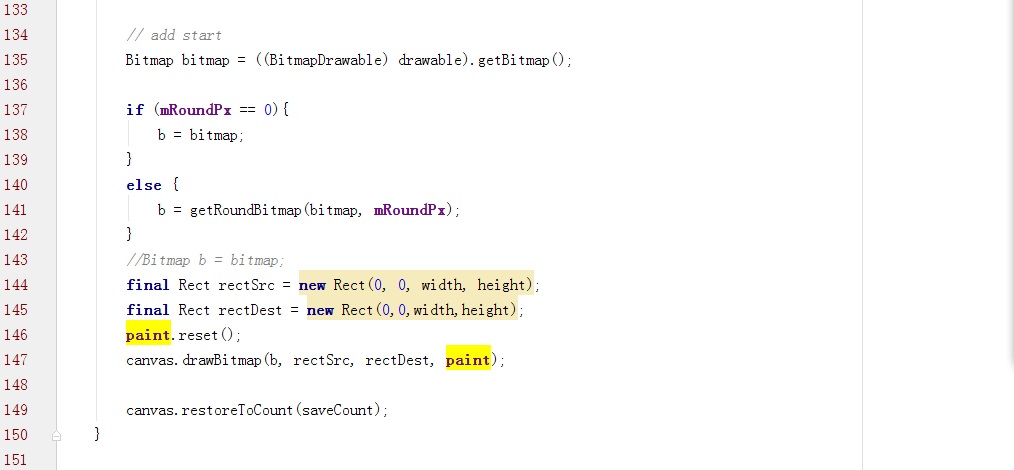 133
134 // add start
135 Bitmap bitmap = ((BitmapDrawable) drawable).getBitmap();
136
137 if (mRoundPx == 0){
138 b = bitmap;
139 }
140 else {
141 b = getRoundBitmap(bitmap, mRoundPx);
142 }
143 //Bitmap b = bitmap;
144 final Rect rectSrc = new Rect(0, 0, width, height);
145 final Rect rectDest = new Rect(0,0,width,height);
146 paint.reset();
147 canvas.drawBitmap(b, rectSrc, rectDest, paint);
148
149 canvas.restoreToCount(saveCount);
150 }
151